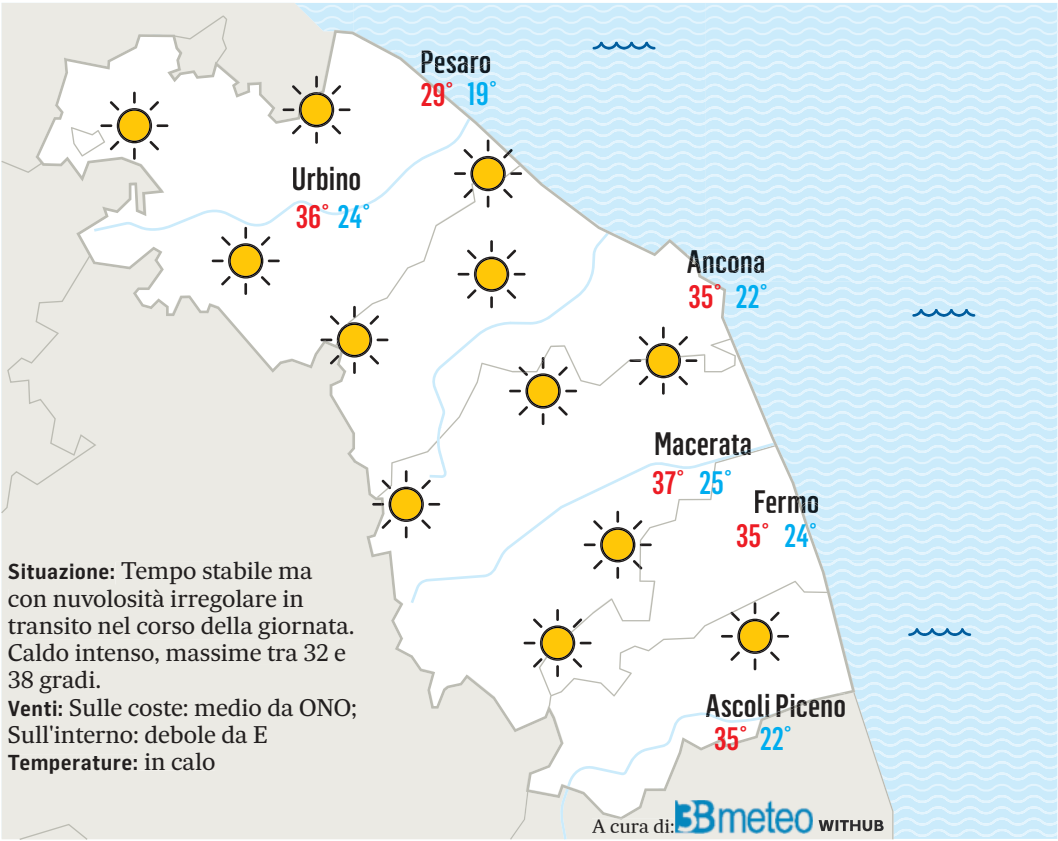 Pesaro
29° 19°
Urbino
36° 24°
Ancona
35° 22°
Macerata
37° 25°
Fermo
35° 24°
Situazione: Tempo stabile ma
con nuvolosità irregolare in
transito nel corso della giornata.
Caldo intenso, massime tra 32 e
38 gradi.
Venti: Sulle coste: medio da ONO;
Sull'interno: debole da E
Temperature: in calo
Ascoli Piceno
35° 22°
A cura di: 3Bmeteo WITHUB